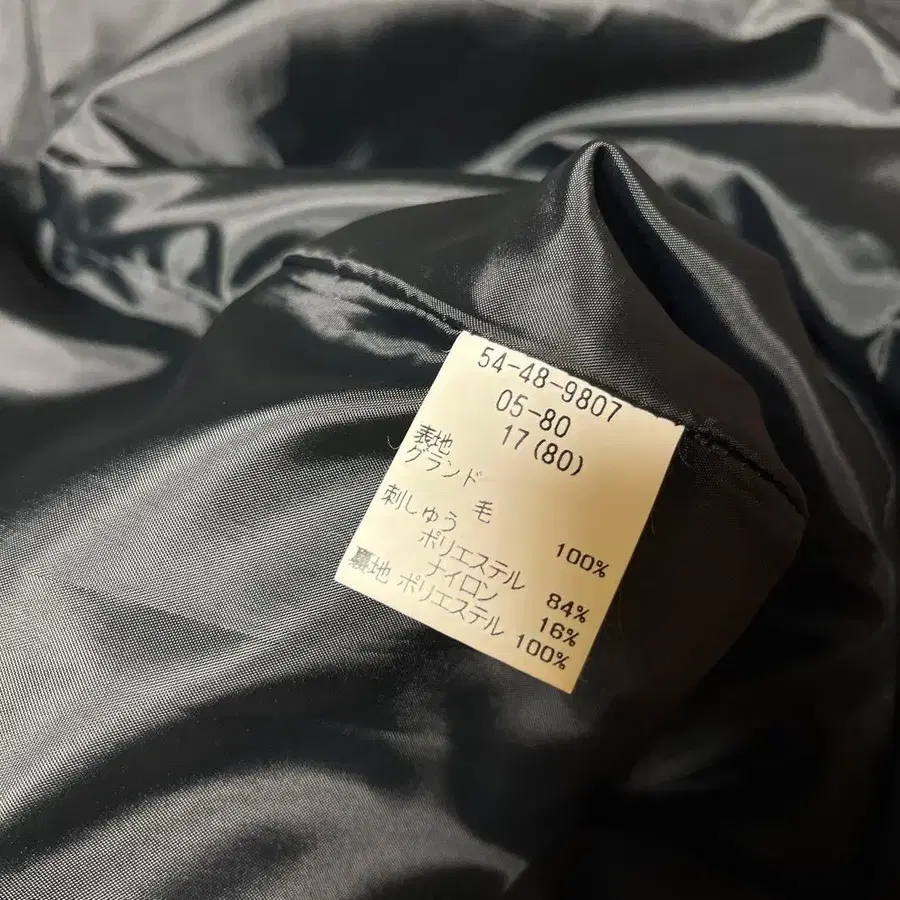 54-48-9807
05-80
17(80)
表地
グランド
毛 100%
刺しゅう
ポリエステル 84%
ナイロン 16%
裏地 ポリエステル 100%